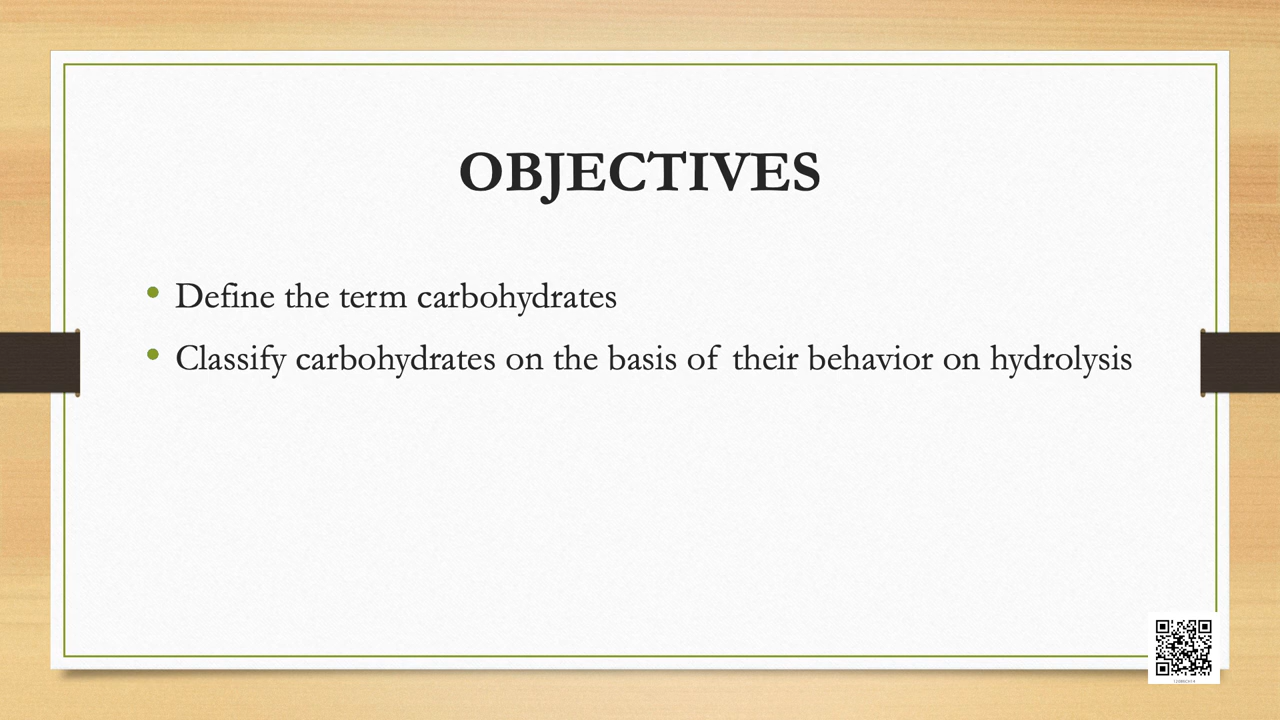 OBJECTIVES
• Define the term carbohydrates
• Classify carbohydrates on the basis of their behavior on hydrolysis